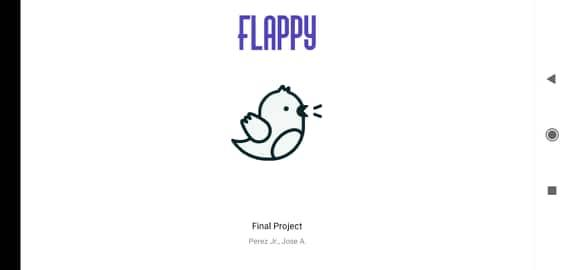 FLAPPY
Final Project
Perez Jr., Jose A.